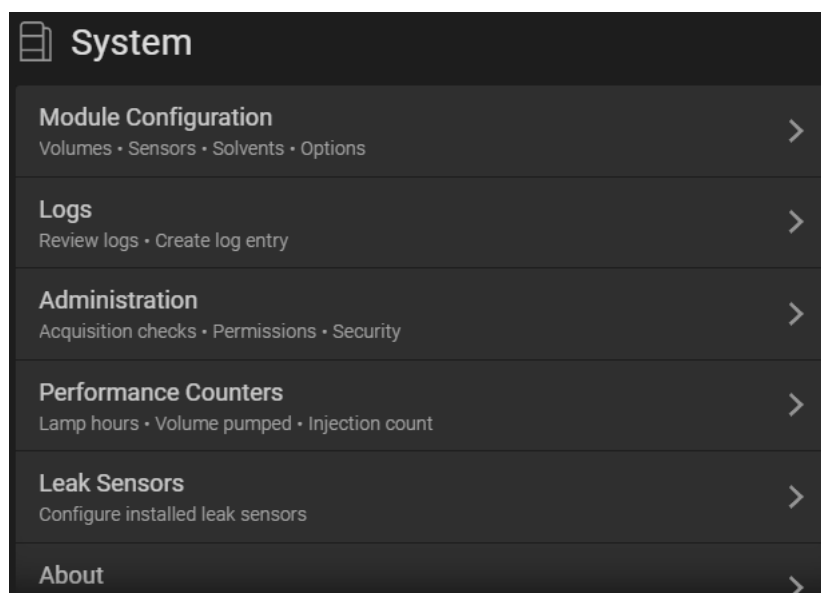 System
Module Configuration
Volumes • Sensors • Solvents • Options
Logs
Review logs • Create log entry
Administration
Acquisition checks • Permissions • Security
Performance Counters
Lamp hours • Volume pumped • Injection count
Leak Sensors
Configure installed leak sensors
About